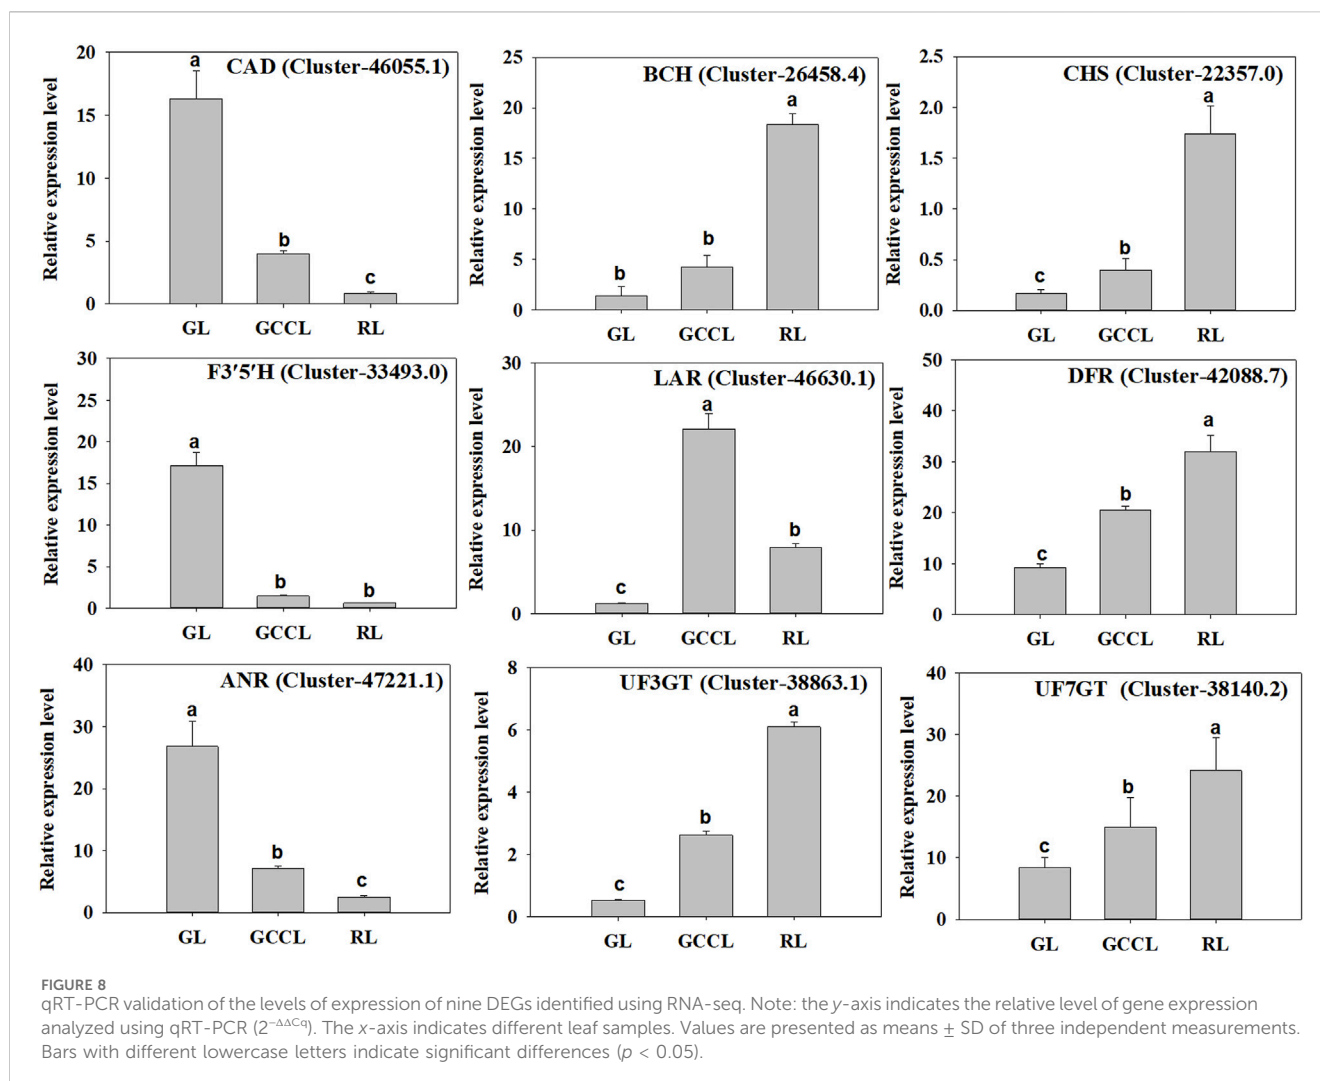 CAD (Cluster-46055.1)
Relative expression level
20
15
10
5
0
a
b
c
GL GCCL RL
BCH (Cluster-26458.4)
Relative expression level
25
20
15
10
5
0
b
b
a
GL GCCL RL
CHS (Cluster-22357.0)
Relative expression level
2.5
2.0
1.5
1.0
0.5
0.0
c
b
a
GL GCCL RL
F3′5′H (Cluster-33493.0)
Relative expression level
30
25
20
15
10
5
0
a
b
b
GL GCCL RL
LAR (Cluster-46630.1)
Relative expression level
30
20
10
0
c
a
b
GL GCCL RL
DFR (Cluster-42088.7)
Relative expression level
50
40
30
20
10
0
c
b
a
GL GCCL RL
ANR (Cluster-47221.1)
Relative expression level
40
30
20
10
0
a
b
c
GL GCCL RL
UF3GT (Cluster-38863.1)
Relative expression level
8
6
4
2
0
c
b
a
GL GCCL RL
UF7GT (Cluster-38140.2)
Relative expression level
40
30
20
10
0
c
b
a
GL GCCL RL
FIGURE 8
qRT-PCR validation of the levels of expression of nine DEGs identified using RNA-seq. Note: the y-axis indicates the relative level of gene expression
analyzed using qRT-PCR (2−ΔΔCq). The x-axis indicates different leaf samples. Values are presented as means ± SD of three independent measurements.
Bars with different lowercase letters indicate significant differences (p < 0.05).